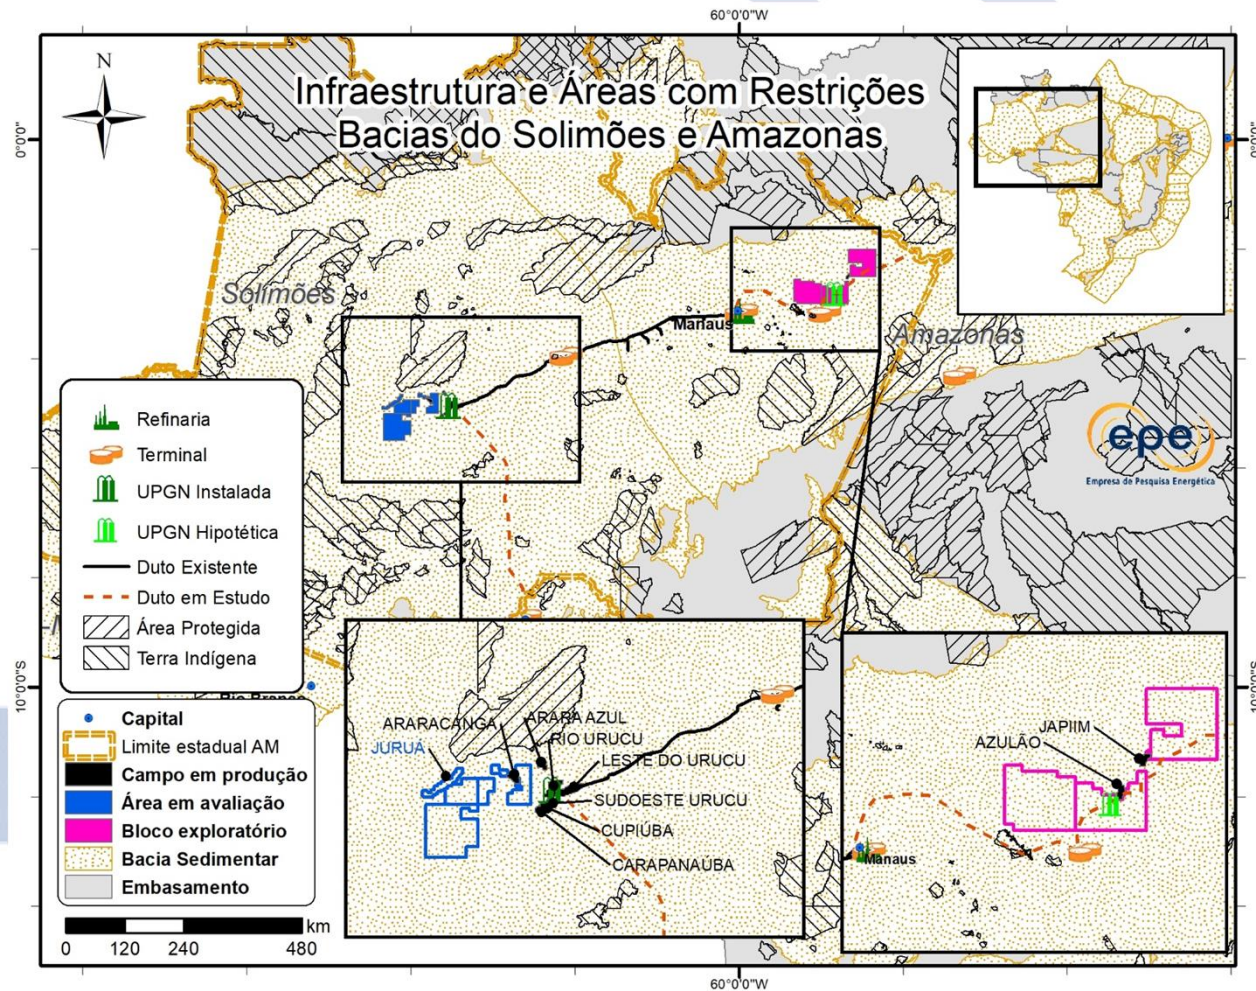 60°0'0"W
Infraestrutura e Áreas com Restrições
Bacias do Solimões e Amazonas
N
0°0'0"
0°0'0"
Solimões
Manaus
Amazonas
epe
Empresa de Pesquisa Energética
Refinaria
Terminal
UPGN Instalada
UPGN Hipotética
Duto Existente
Duto em Estudo
Área Protegida
Terra Indígena
10°0'0"S
10°0'0"S
Rio Branco
Capital
Limite estadual AM
Campo em produção
Área em avaliação
Bloco exploratório
Bacia Sedimentar
Embasamento
km
0 120 240 480
ARARACANGA
ARARA AZUL
JURUÁ
RIO URUCU
LESTE DO URUCU
SUDOESTE URUCU
CUPIÚBA
CARAPANAÚBA
JAPIIM
AZULÃO
Manaus
60°0'0"W